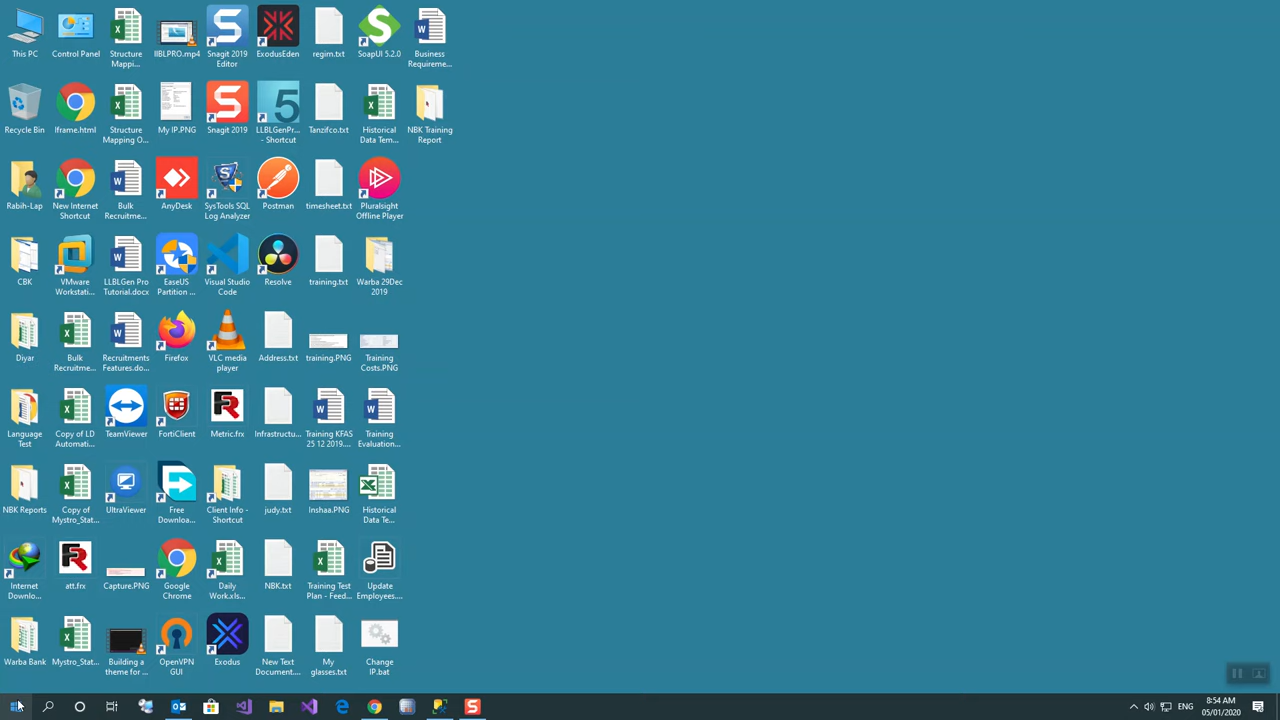 This PC
Control Panel
Structure
Mappi...
llBLPRO.mp4
Snagit 2019
Editor
ExodusEden
regim.txt
SoapUI 5.2.0
Business
Requireme...
Recycle Bin
Iframe.html
Structure
Mapping O...
My IP.PNG
Snagit 2019
LLBLGenPr...
- Shortcut
Tanzifco.txt
Historical
Data Tem...
NBK Training
Report
Rabih-Lap
New Internet
Shortcut
Bulk
Recruitme...
AnyDesk
SysTools SQL
Log Analyzer
Postman
timesheet.txt
Pluralsight
Offline Player
CBK
VMware
Workstati...
LLBLGen Pro
Tutorial.docx
EaseUS
Partition ...
Visual Studio
Code
Resolve
training.txt
Warba 29Dec
2019
Diyar
Bulk
Recruitme...
Recruitments
Features.do...
Firefox
VLC media
player
Address.txt
training.PNG
Training
Costs.PNG
Language
Test
Copy of LD
Automati...
TeamViewer
FortiClient
Metric.frx
Infrastructu...
Training KFAS
25 12 2019....
Training
Evaluation...
NBK Reports
Copy of
Mystro_Stat...
UltraViewer
Free
Downloa...
Client Info -
Shortcut
judy.txt
Inshaa.PNG
Historical
Data Te...
Internet
Downlo...
att.frx
Capture.PNG
Google
Chrome
Daily
Work.xls...
NBK.txt
Training Test
Plan - Feed...
Update
Employees....
Warba Bank
Mystro_Stat...
Building a
theme for ...
OpenVPN
GUI
Exodus
New Text
Document....
My
glasses.txt
Change
IP.bat
ENG
8:54 AM
05/01/2020